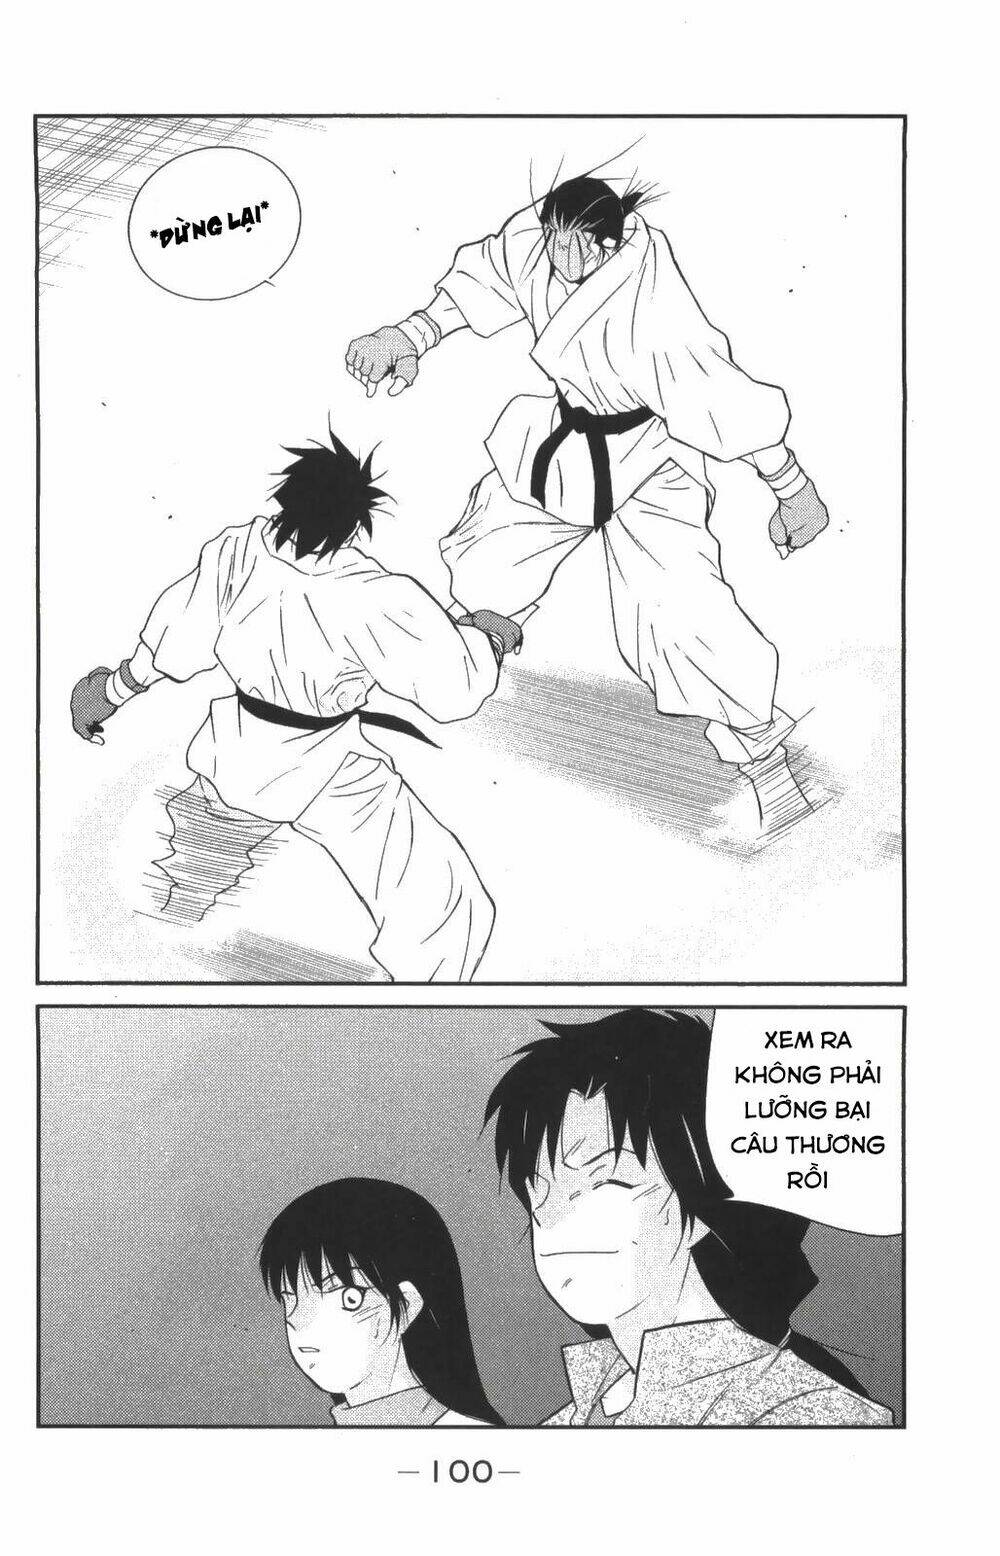 *DỪNG LẠI*
XEM RA
KHÔNG PHẢI
LƯỠNG BẠI
CÂU THƯƠNG
RỒI
—100—